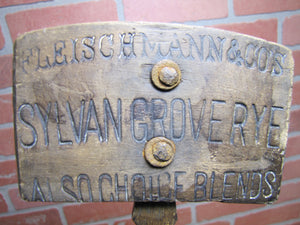 FLEISCHMANN & CO'S
SYLVAN GROVE RYE
ALSO CHOICE BLENDS